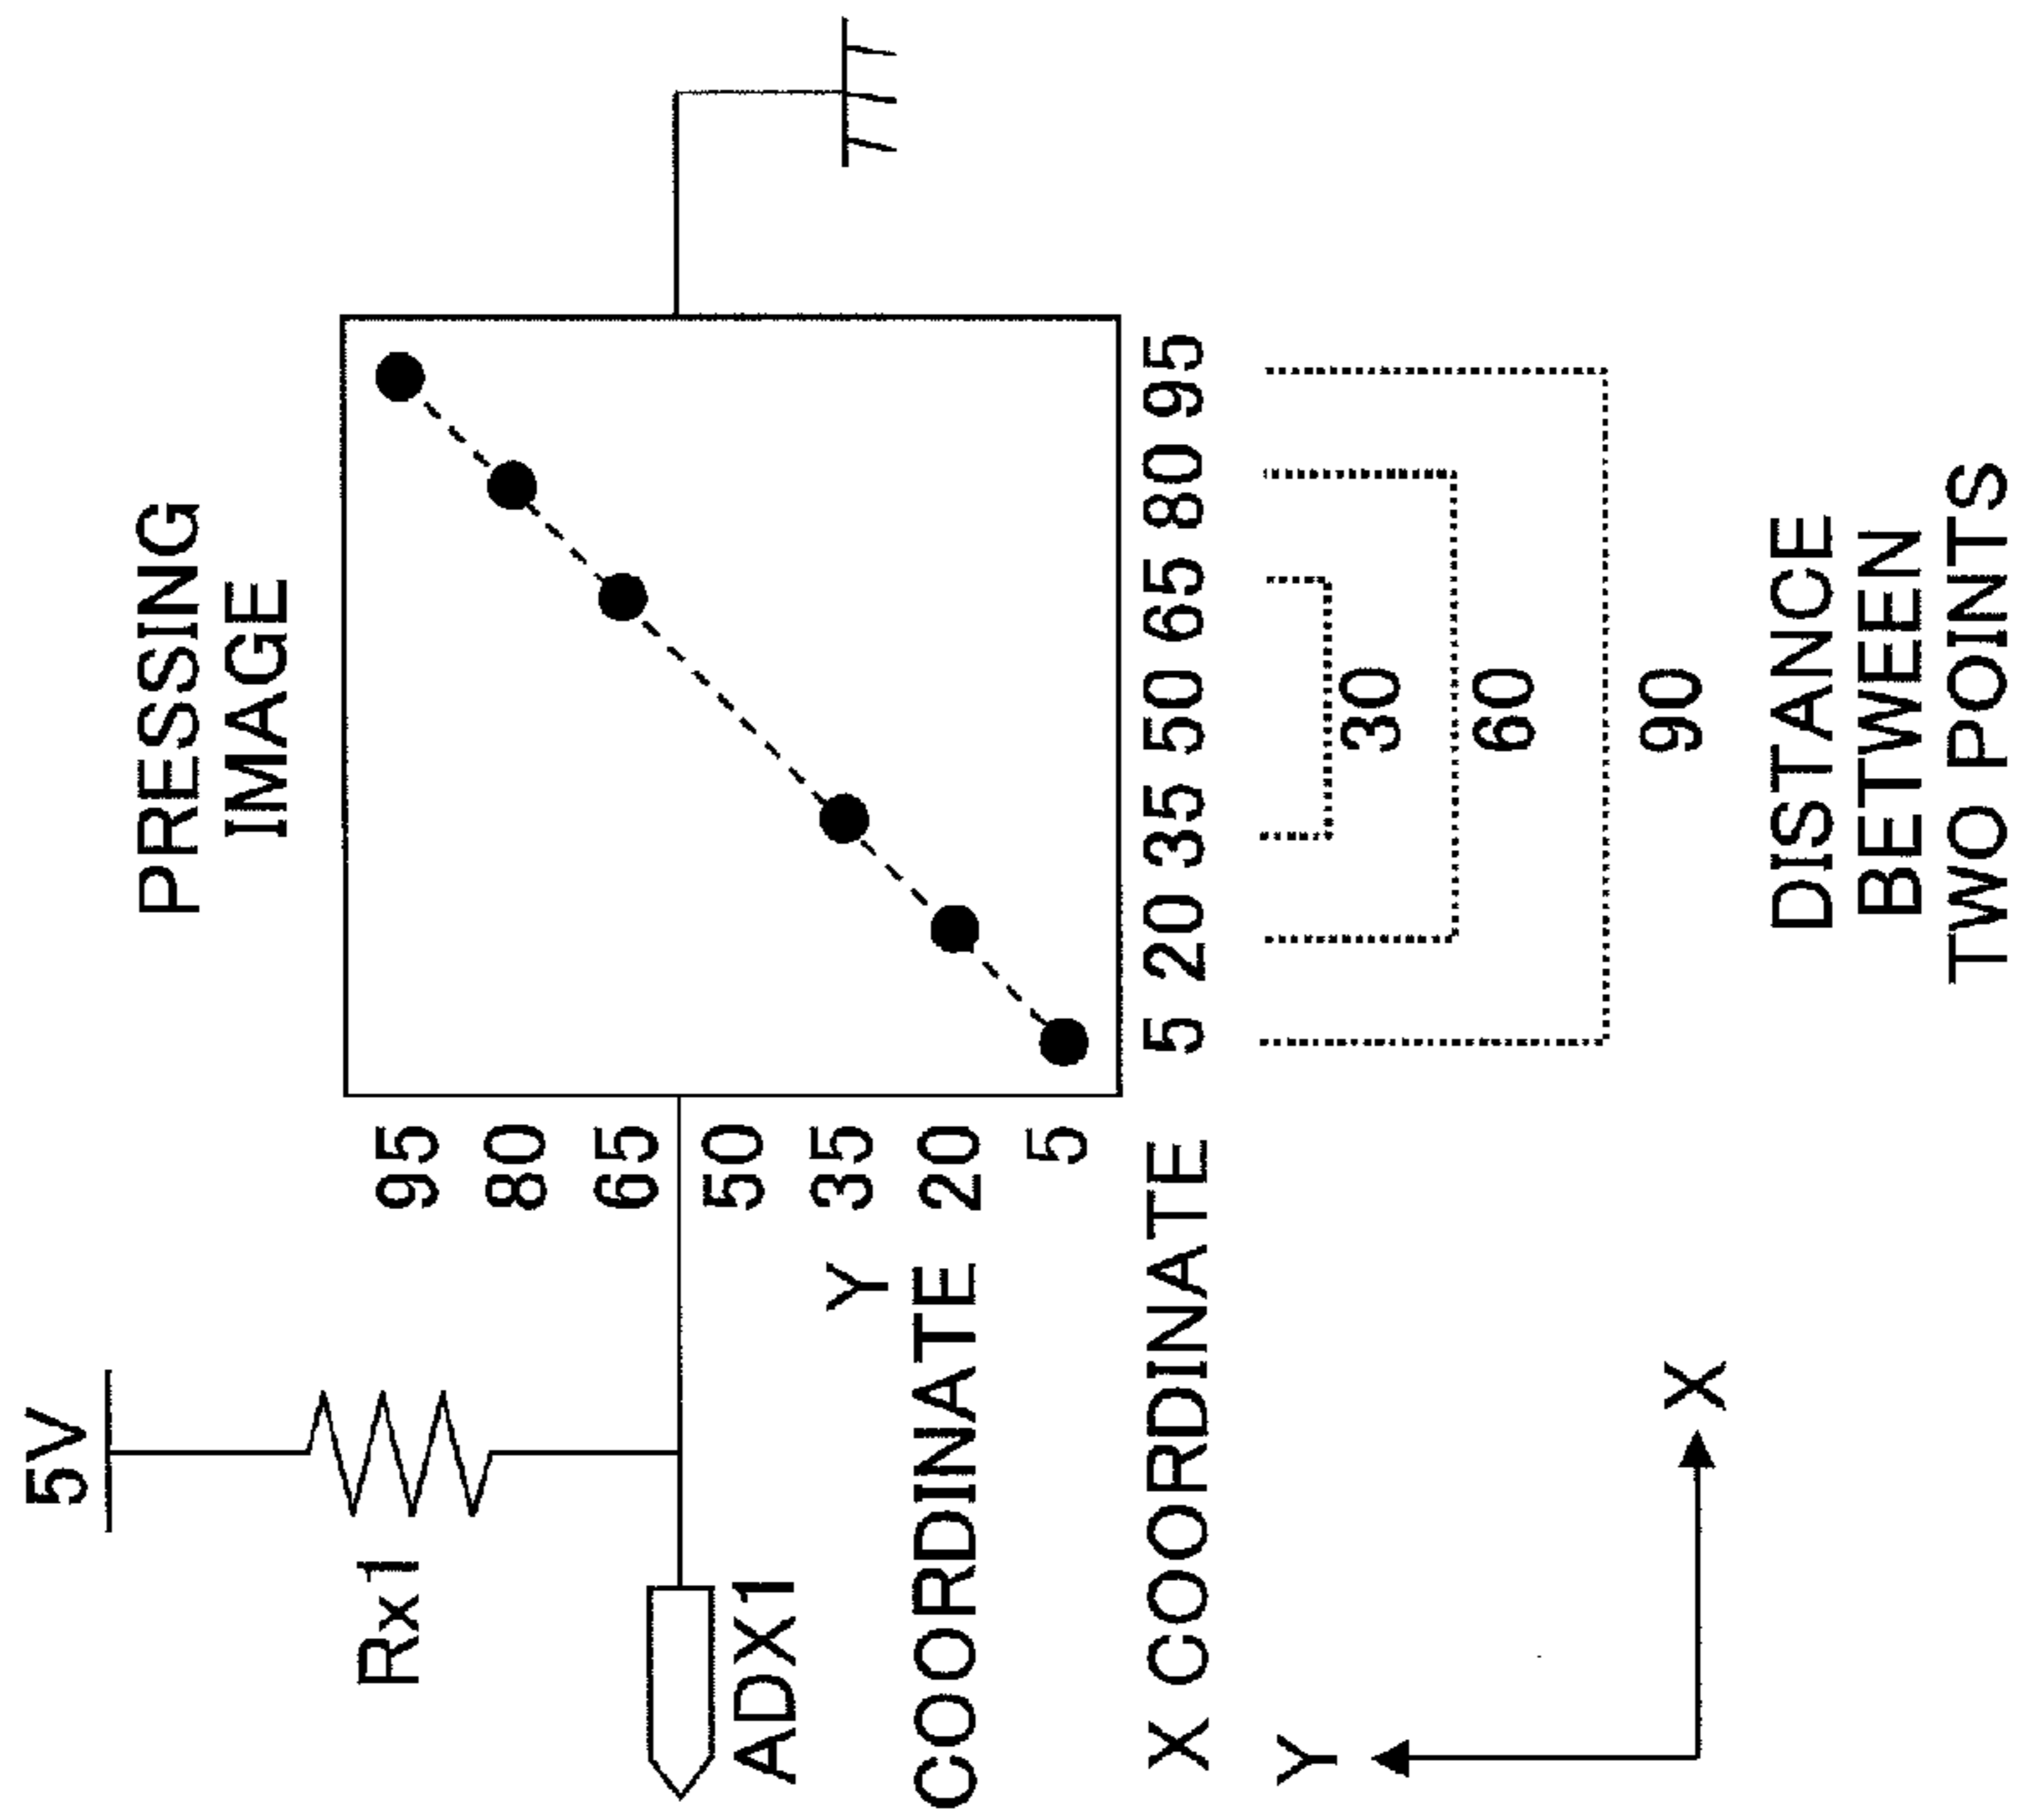 PRESSING
IMAGE
5V
Rx1
ADX1
95
80
65
50
35
20
5
Y
COORDINATE
X COORDINATE
5 20 35 50 65 80 95
30
60
90
DISTANCE
BETWEEN
TWO POINTS
Y
X